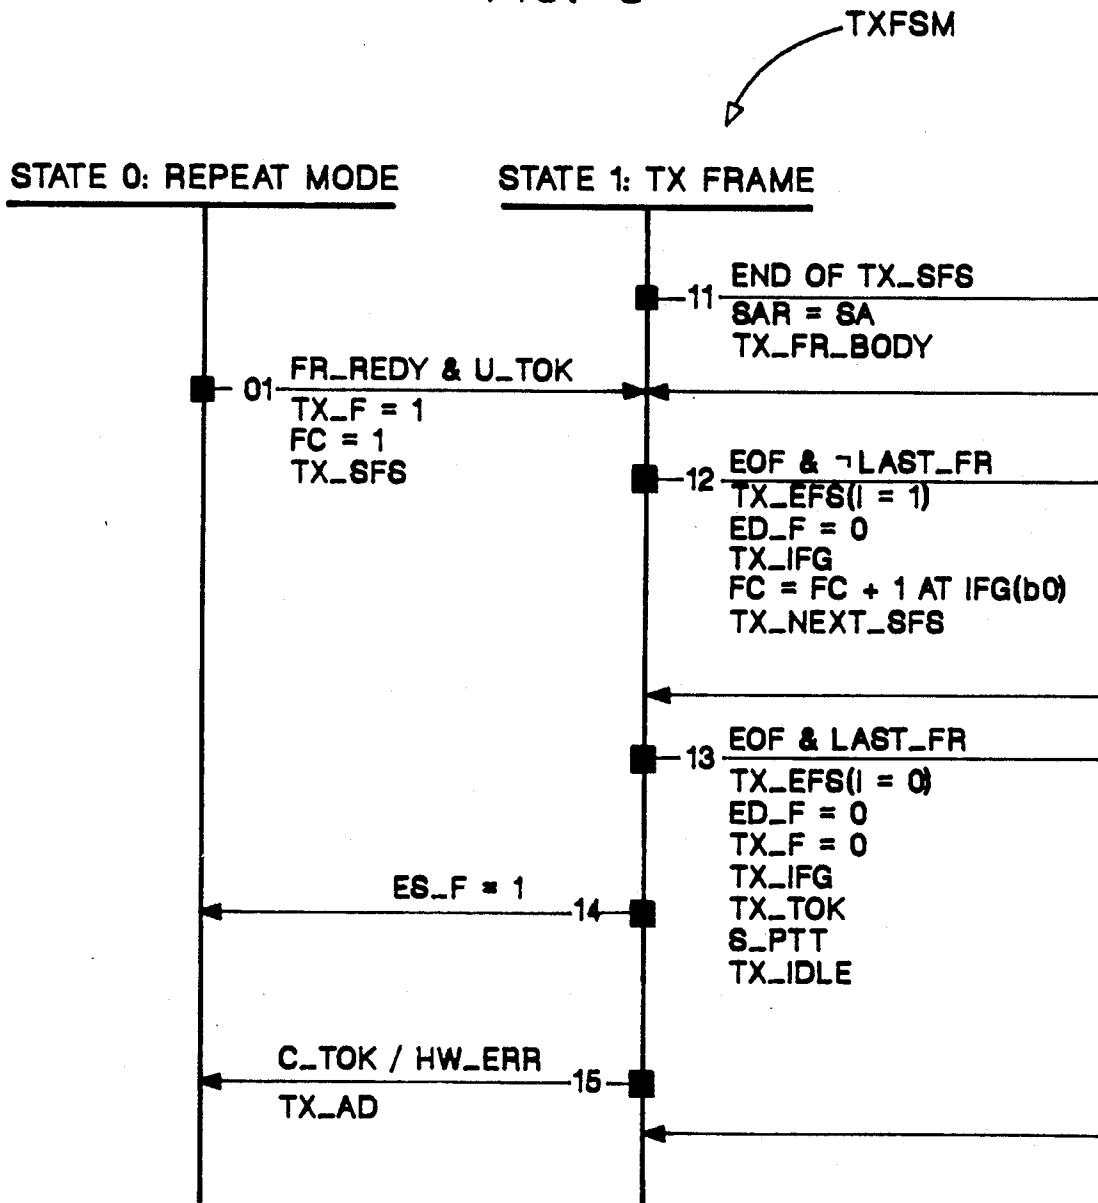 TXFSM
STATE 0: REPEAT MODE
STATE 1: TX FRAME
END OF TX_SFS
11
SAR = SA
TX_FR_BODY
FR_REDY & U_TOK
01
TX_F = 1
FC = 1
TX_SFS
EOF & ¬LAST_FR
12
TX_EFS(I = 1)
ED_F = 0
TX_IFG
FC = FC + 1 AT IFG(b0)
TX_NEXT_SFS
EOF & LAST_FR
13
TX_EFS(I = 0)
ED_F = 0
TX_F = 0
TX_IFG
TX_TOK
S_PTT
TX_IDLE
ES_F = 1
14
C_TOK / HW_ERR
15
TX_AD